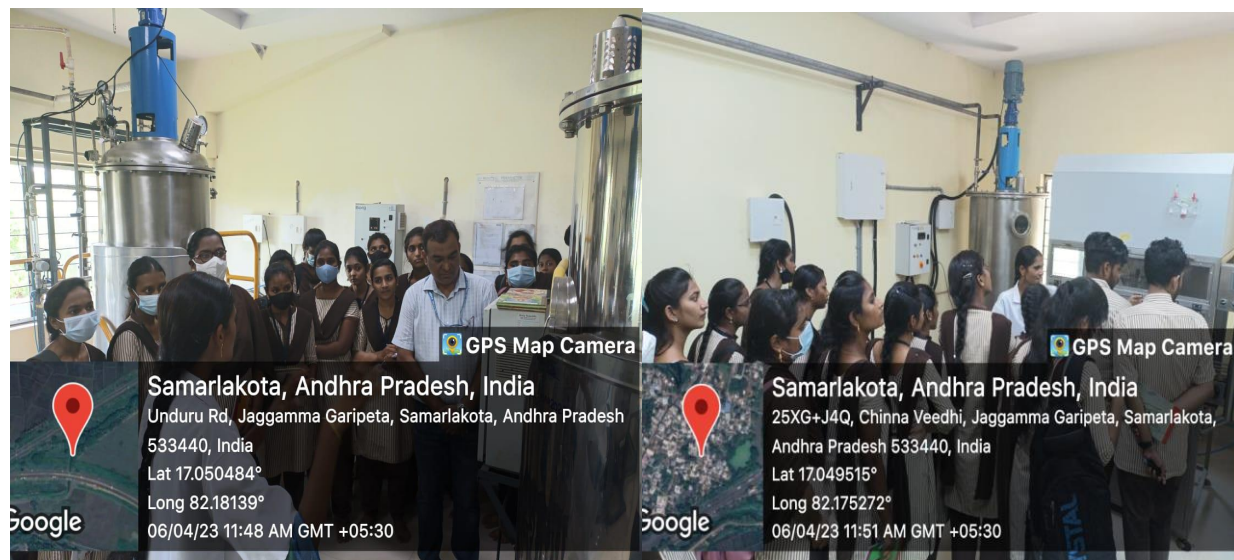 GPS Map Camera
Samarlakota, Andhra Pradesh, India
Unduru Rd, Jaggamma Garipeta, Samarlakota, Andhra Pradesh
533440, India
Lat 17.050484°
Long 82.18139°
06/04/23 11:48 AM GMT +05:30
Google
GPS Map Camera
Samarlakota, Andhra Pradesh, India
25XG+J4Q, Chinna Veedhi, Jaggamma Garipeta, Samarlakota,
Andhra Pradesh 533440, India
Lat 17.049515°
Long 82.175272°
06/04/23 11:51 AM GMT +05:30
Google